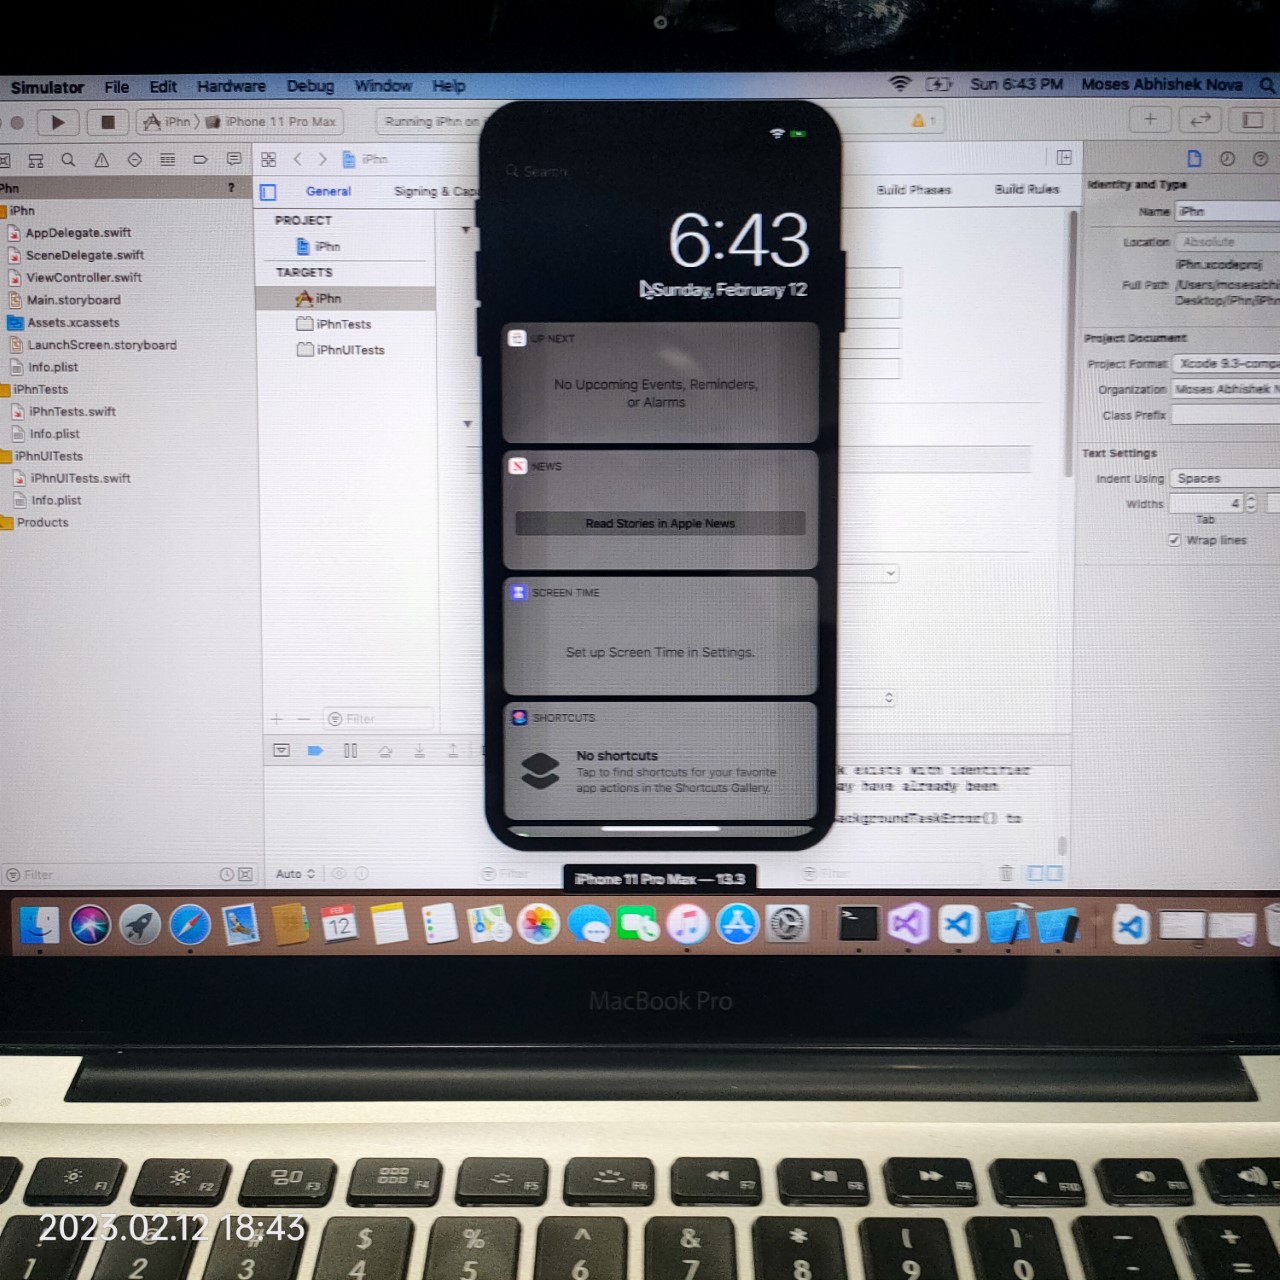 Simulator File Edit Hardware Debug Window Help Sun 6:43 PM Moses Abhishek Nova
iPhn iPhone 11 Pro Max Running iPhn on 1
iPhn
Phn ?
iPhn
AppDelegate.swift
SceneDelegate.swift
ViewController.swift
Main.storyboard
Assets.xcassets
LaunchScreen.storyboard
Info.plist
iPhnTests
iPhnTests.swift
Info.plist
iPhnUITests
iPhnUITests.swift
Info.plist
Products
Filter
General Signing & Cap Build Phases Build Rules
PROJECT
iPhn
TARGETS
iPhn
iPhnTests
iPhnUITests
Filter
Auto
Filter
Filter
Search
6:43
Sunday, February 12
UP NEXT
No Upcoming Events, Reminders,
or Alarms
NEWS
Read Stories in Apple News
SCREEN TIME
Set up Screen Time in Settings.
SHORTCUTS
No shortcuts
Tap to find shortcuts for your favorite
app actions in the Shortcuts Gallery.
k exists with identifier
ay have already been
ackgroundTaskError() to
iPhone 11 Pro Max — 13.3
Identity and Type
Name iPhn
Location Absolute
iPhn.xcodeproj
Full Path /Users/mosesabhi
Desktop/iPhn/iPhn
Project Document
Project Format Xcode 9.3-comp
Organization Moses Abhishek N
Class Prefix
Text Settings
Indent Using Spaces
Widths 4
Tab
Wrap lines
FEB
12
MacBook Pro
F1 F2 F3 F4 F5 F6 F7 F8 F9 F10 F11
2023.02.12 18:43
! @ # $ % ^ & * ( ) — +
1 2 3 4 5 6 7 8 9 0 - =